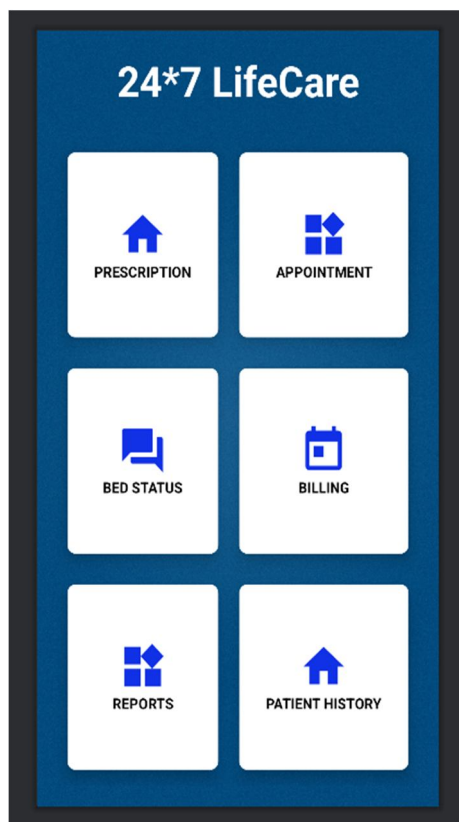 24*7 LifeCare
PRESCRIPTION
APPOINTMENT
BED STATUS
BILLING
REPORTS
PATIENT HISTORY